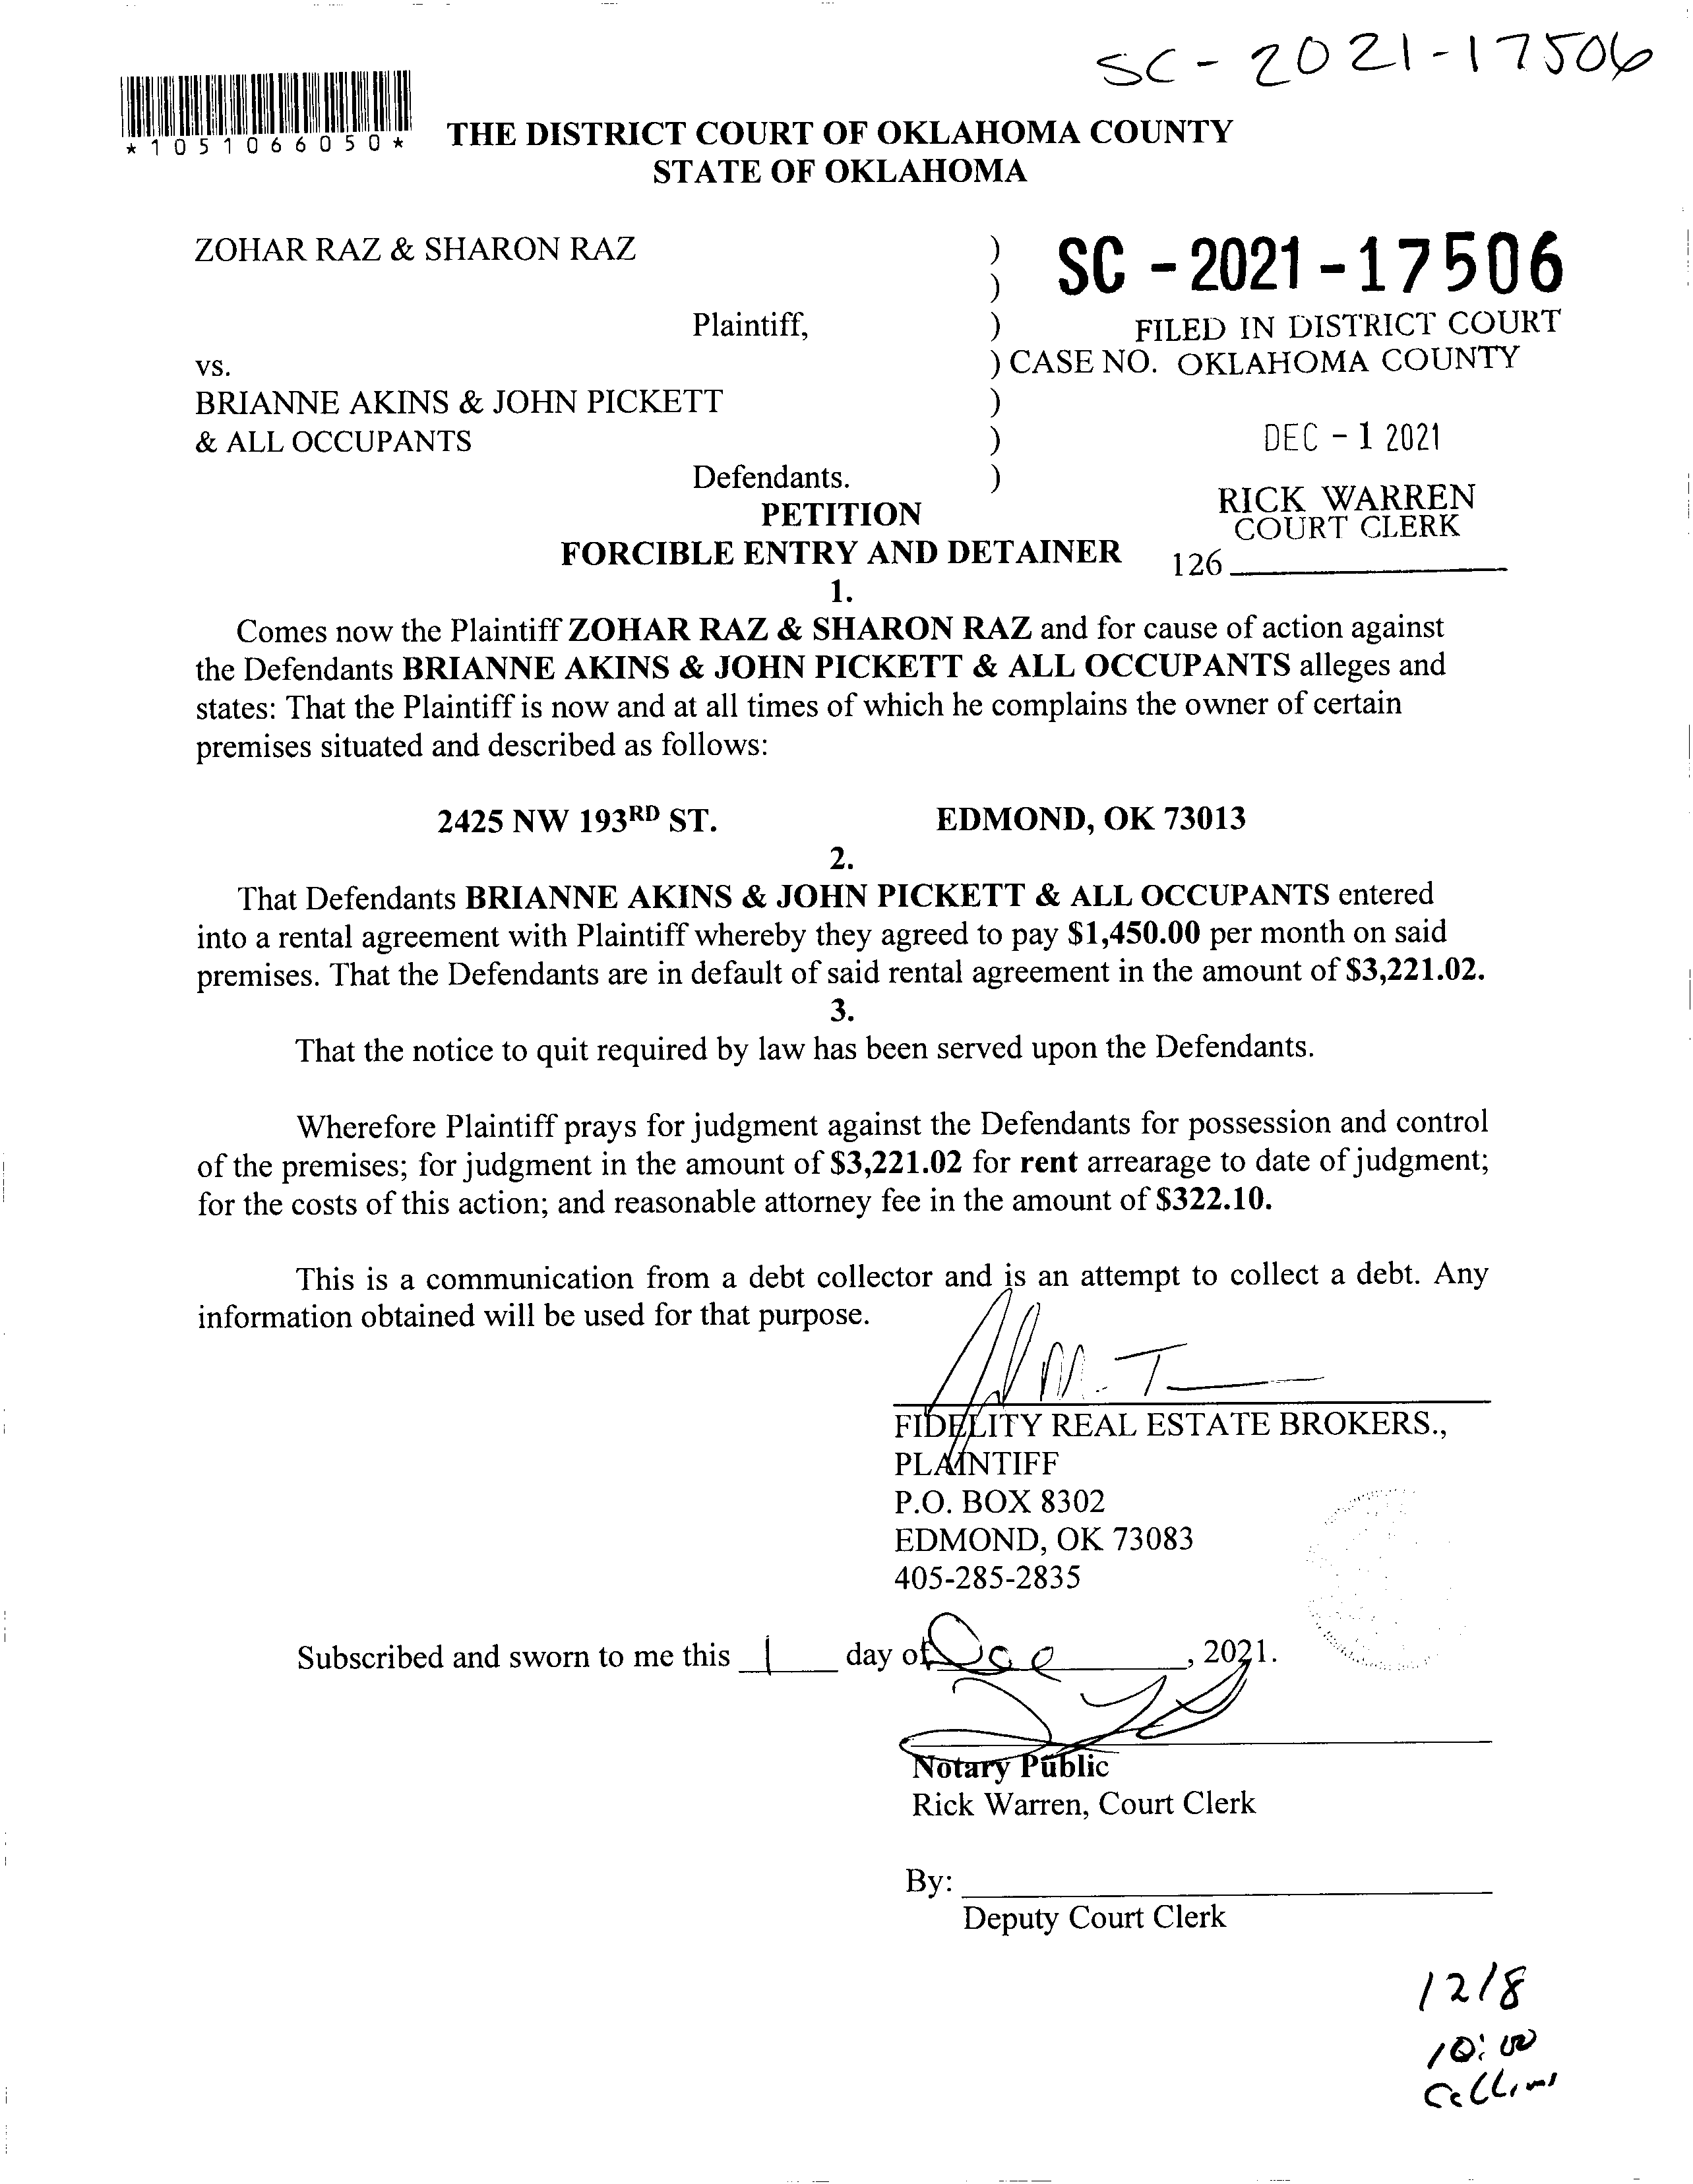 SC-2021-17506
*1051066050*
THE DISTRICT COURT OF OKLAHOMA COUNTY
STATE OF OKLAHOMA
ZOHAR RAZ & SHARON RAZ )
) SC - 2021 - 17506
Plaintiff, ) FILED IN DISTRICT COURT
vs. ) CASE NO. OKLAHOMA COUNTY
BRIANNE AKINS & JOHN PICKETT )
& ALL OCCUPANTS ) DEC - 1 2021
Defendants. )
PETITION RICK WARREN
COURT CLERK
FORCIBLE ENTRY AND DETAINER 126
1.
Comes now the Plaintiff ZOHAR RAZ & SHARON RAZ and for cause of action against
the Defendants BRIANNE AKINS & JOHN PICKETT & ALL OCCUPANTS alleges and
states: That the Plaintiff is now and at all times of which he complains the owner of certain
premises situated and described as follows:
2425 NW 193RD ST. EDMOND, OK 73013
2.
That Defendants BRIANNE AKINS & JOHN PICKETT & ALL OCCUPANTS entered
into a rental agreement with Plaintiff whereby they agreed to pay $1,450.00 per month on said
premises. That the Defendants are in default of said rental agreement in the amount of $3,221.02.
3.
That the notice to quit required by law has been served upon the Defendants.
Wherefore Plaintiff prays for judgment against the Defendants for possession and control
of the premises; for judgment in the amount of $3,221.02 for rent arrearage to date of judgment;
for the costs of this action; and reasonable attorney fee in the amount of $322.10.
This is a communication from a debt collector and is an attempt to collect a debt. Any
information obtained will be used for that purpose.
FIDELITY REAL ESTATE BROKERS.,
PLAINTIFF
P.O. BOX 8302
EDMOND, OK 73083
405-285-2835
Subscribed and sworn to me this 1 day of Dec, 2021.
Notary Public
Rick Warren, Court Clerk
By:
Deputy Court Clerk
12/8
10:00
Collins